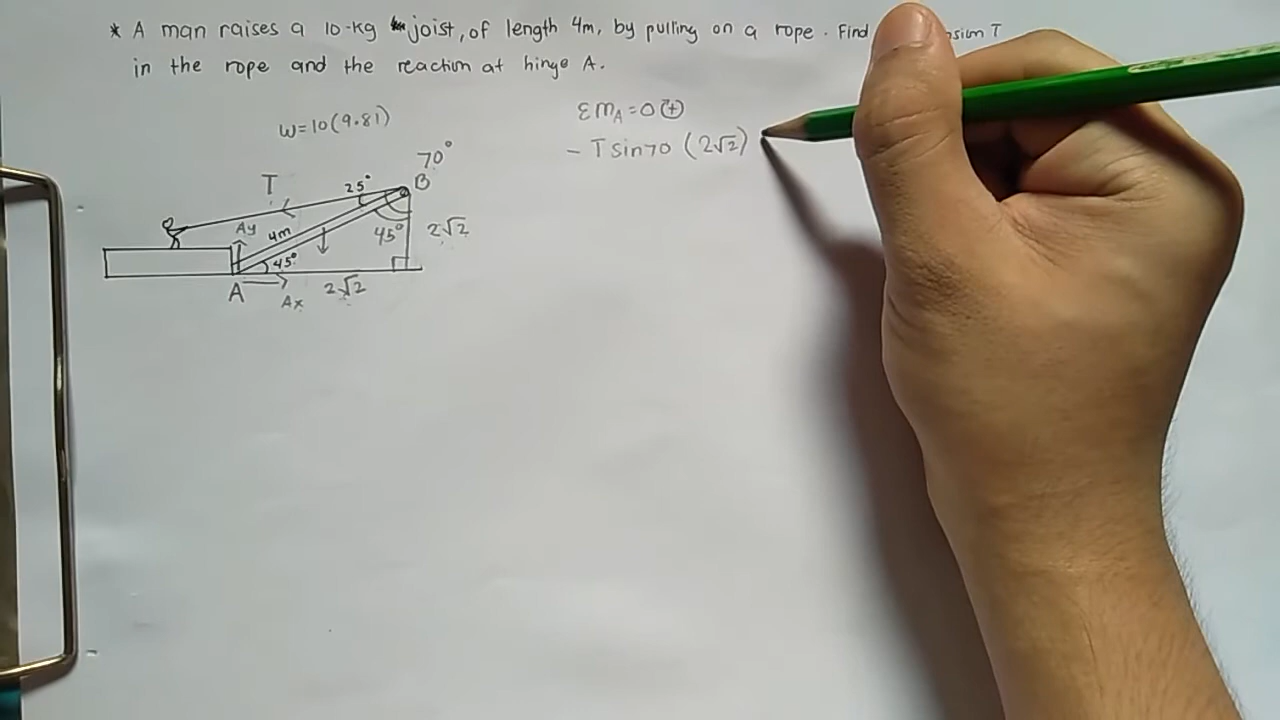 * A man raises a 10-kg joist, of length 4m, by pulling on a rope. Find T
in the rope and the reaction at hinge A.
W=10(9.81)
ΣMA=0 +
- T sin70 (2√2)
70°
T 25° B
Ay 4m 45° 2√2
45°
A Ax 2√2